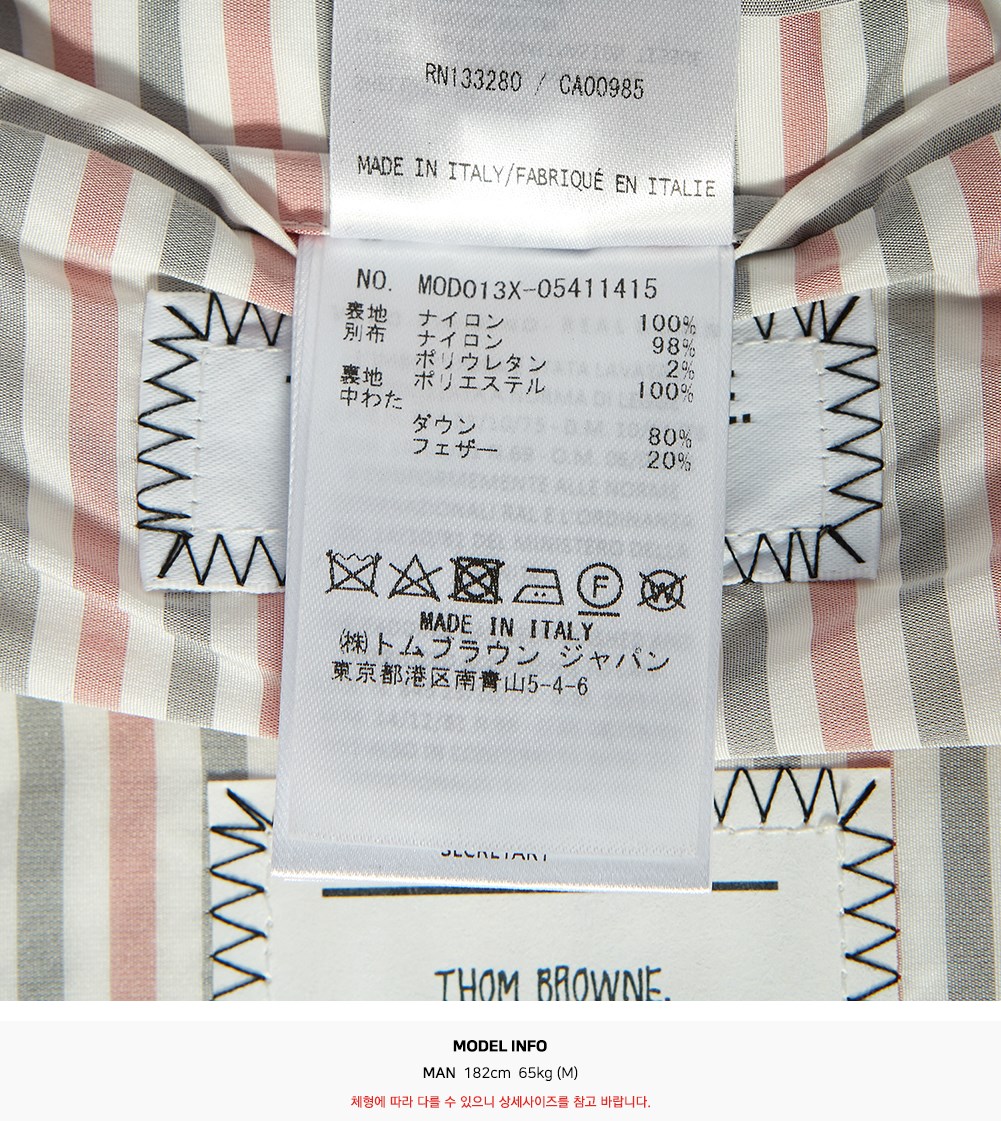 RN133280 / CA00985
MADE IN ITALY/FABRIQUÉ EN ITALIE
NO. MOD013X-05411415
表地 ナイロン 100%
別布 ナイロン 98%
ポリウレタン 2%
裏地 ポリエステル 100%
中わた
ダウン 80%
フェザー 20%
F
W
MADE IN ITALY
㈱トムブラウン ジャパン
東京都港区南青山5-4-6
SECRETARY
THOM BROWNE.
MODEL INFO
MAN 182cm 65kg (M)
체형에 따라 다를 수 있으니 상세사이즈를 참고 바랍니다.